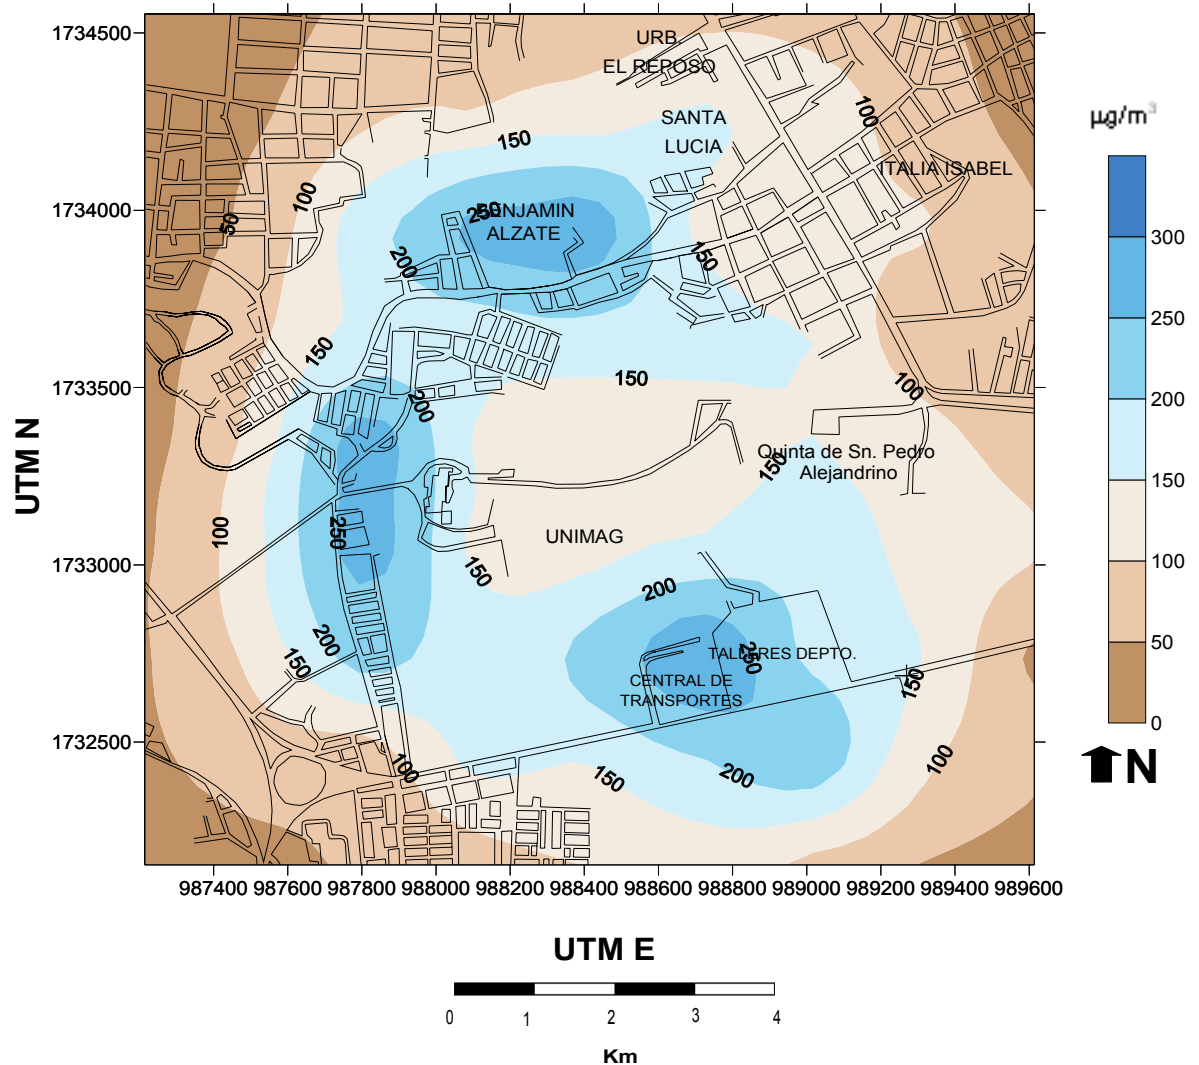 1734500
1734000
1733500
1733000
1732500
UTM N
URB.
EL REPOSO
SANTA
LUCIA
ITALIA ISABEL
BENJAMIN
ALZATE
Quinta de Sn. Pedro
Alejandrino
UNIMAG
TALLERES DEPTO.
CENTRAL DE
TRANSPORTES
150
100
100
50
250
200
150
150
150
200
100
150
100
250
150
200
200
150
250
150
100
150
200
100
987400 987600 987800 988000 988200 988400 988600 988800 989000 989200 989400 989600
UTM E
0 1 2 3 4
Km
µg/m³
300
250
200
150
100
50
0
N